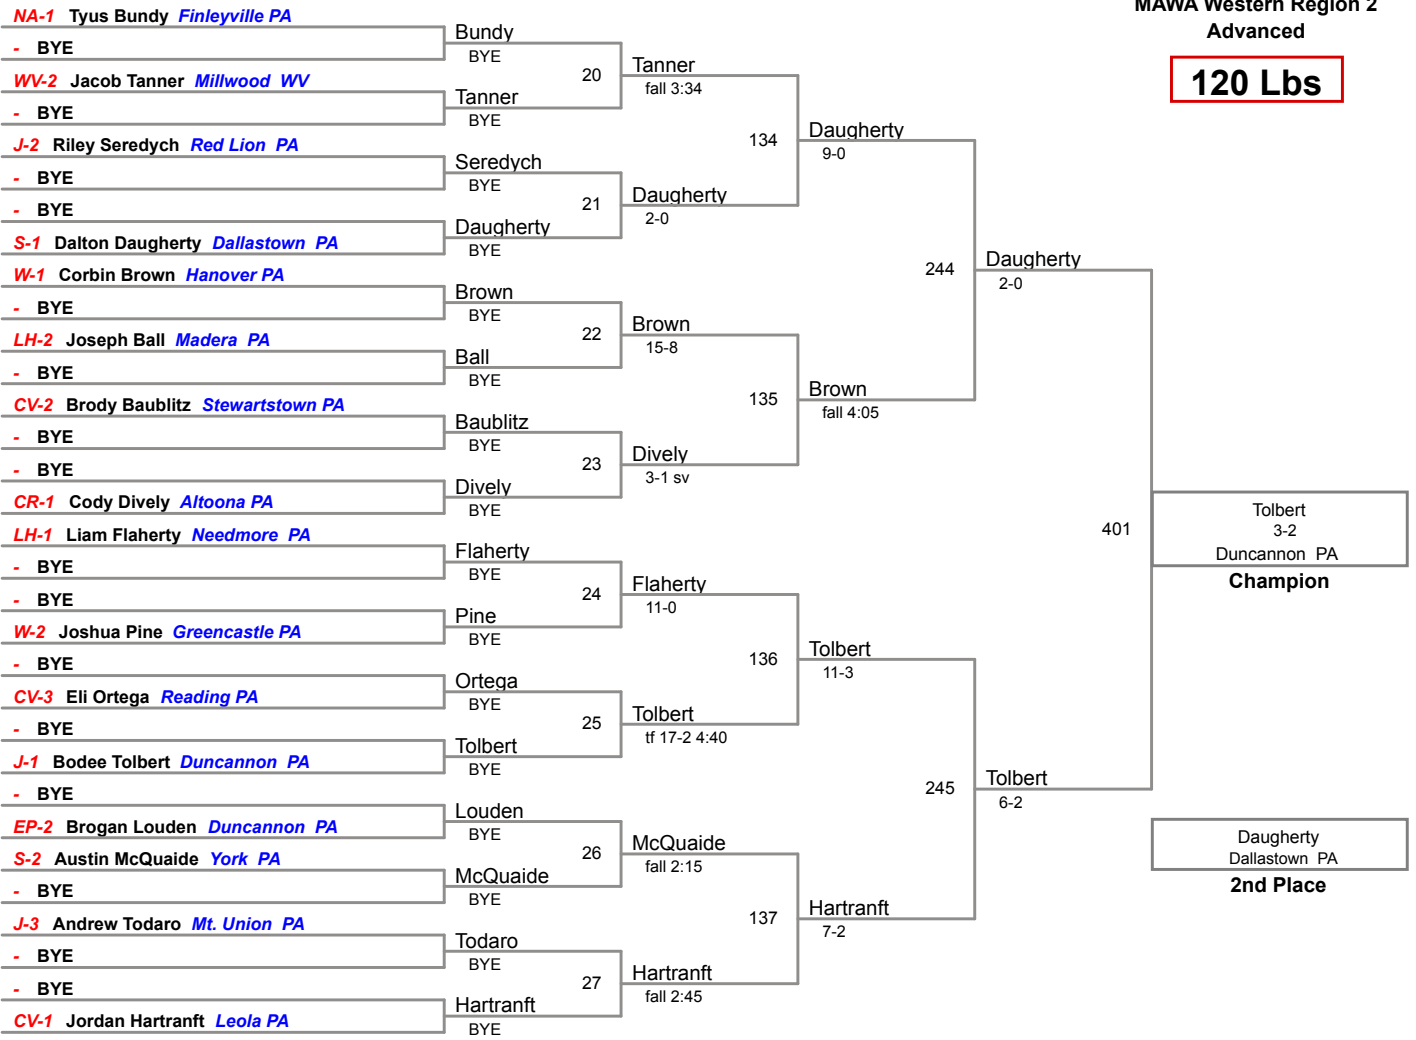 MAWA Western Region 2
Advanced
120 Lbs
NA-1 Tyus Bundy Finleyville PA
- BYE
WV-2 Jacob Tanner Millwood WV
- BYE
J-2 Riley Seredych Red Lion PA
- BYE
- BYE
S-1 Dalton Daugherty Dallastown PA
W-1 Corbin Brown Hanover PA
- BYE
LH-2 Joseph Ball Madera PA
- BYE
CV-2 Brody Baublitz Stewartstown PA
- BYE
- BYE
CR-1 Cody Dively Altoona PA
LH-1 Liam Flaherty Needmore PA
- BYE
- BYE
W-2 Joshua Pine Greencastle PA
- BYE
CV-3 Eli Ortega Reading PA
- BYE
J-1 Bodee Tolbert Duncannon PA
- BYE
EP-2 Brogan Louden Duncannon PA
S-2 Austin McQuaide York PA
- BYE
J-3 Andrew Todaro Mt. Union PA
- BYE
- BYE
CV-1 Jordan Hartranft Leola PA
Bundy
BYE
Tanner
BYE
Seredych
BYE
Daugherty
BYE
Brown
BYE
Ball
BYE
Baublitz
BYE
Dively
BYE
Flaherty
BYE
Pine
BYE
Ortega
BYE
Tolbert
BYE
Louden
BYE
McQuaide
BYE
Todaro
BYE
Hartranft
BYE
20
21
22
23
24
25
26
27
Tanner
fall 3:34
Daugherty
2-0
Brown
15-8
Dively
3-1 sv
Flaherty
11-0
Tolbert
tf 17-2 4:40
McQuaide
fall 2:15
Hartranft
fall 2:45
134
135
136
137
Daugherty
9-0
Brown
fall 4:05
Tolbert
11-3
Hartranft
7-2
244
245
Daugherty
2-0
Tolbert
6-2
401
Tolbert
3-2
Duncannon PA
Champion
Daugherty
Dallastown PA
2nd Place